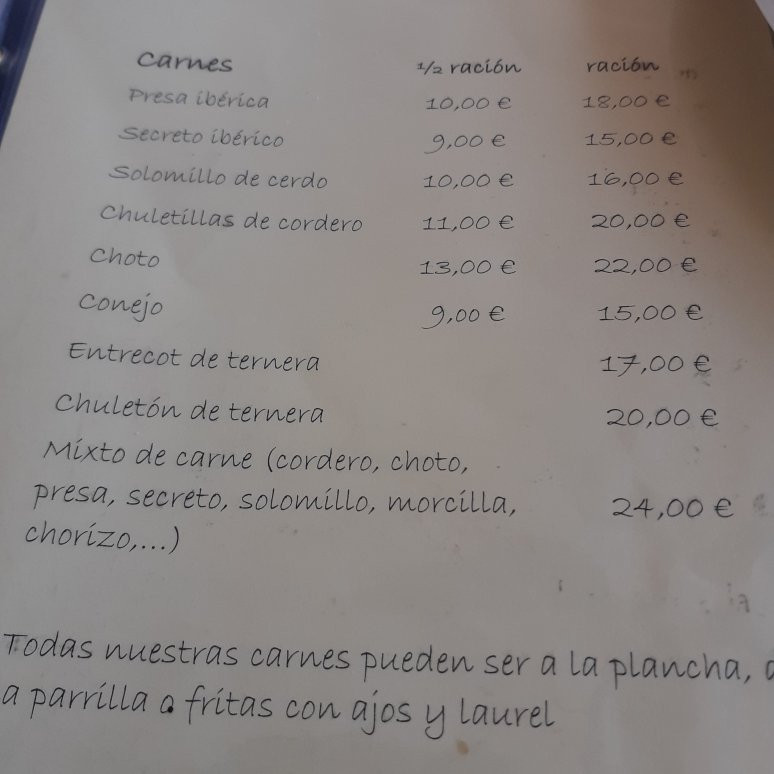 Carnes ½ ración ración
Presa ibérica 10,00 € 18,00 €
Secreto ibérico 9,00 € 15,00 €
Solomillo de cerdo 10,00 € 16,00 €
Chuletillas de cordero 11,00 € 20,00 €
Choto 13,00 € 22,00 €
Conejo 9,00 € 15,00 €
Entrecot de ternera 17,00 €
Chuletón de ternera 20,00 €
Mixto de carne (cordero, choto,
presa, secreto, solomillo, morcilla, 24,00 €
chorizo,...)
Todas nuestras carnes pueden ser a la plancha, a
a parrilla o fritas con ajos y laurel